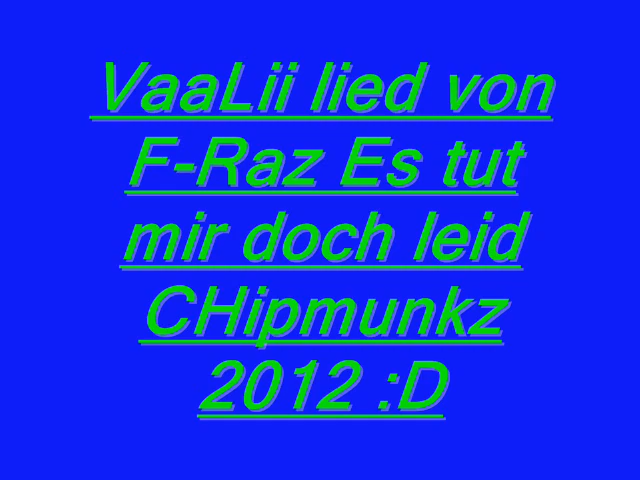 VaaLii lied von
F-Raz Es tut
mir doch leid
CHipmunkz
2012 :D